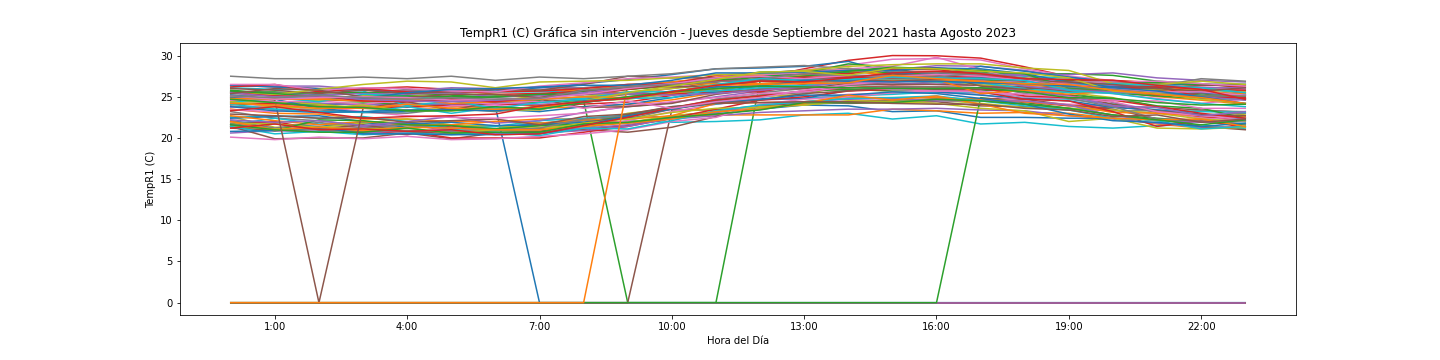 TempR1 (C) Gráfica sin intervención - Jueves desde Septiembre del 2021 hasta Agosto 2023
30
25
20
15
10
5
0
TempR1 (C)
1:00 4:00 7:00 10:00 13:00 16:00 19:00 22:00
Hora del Día